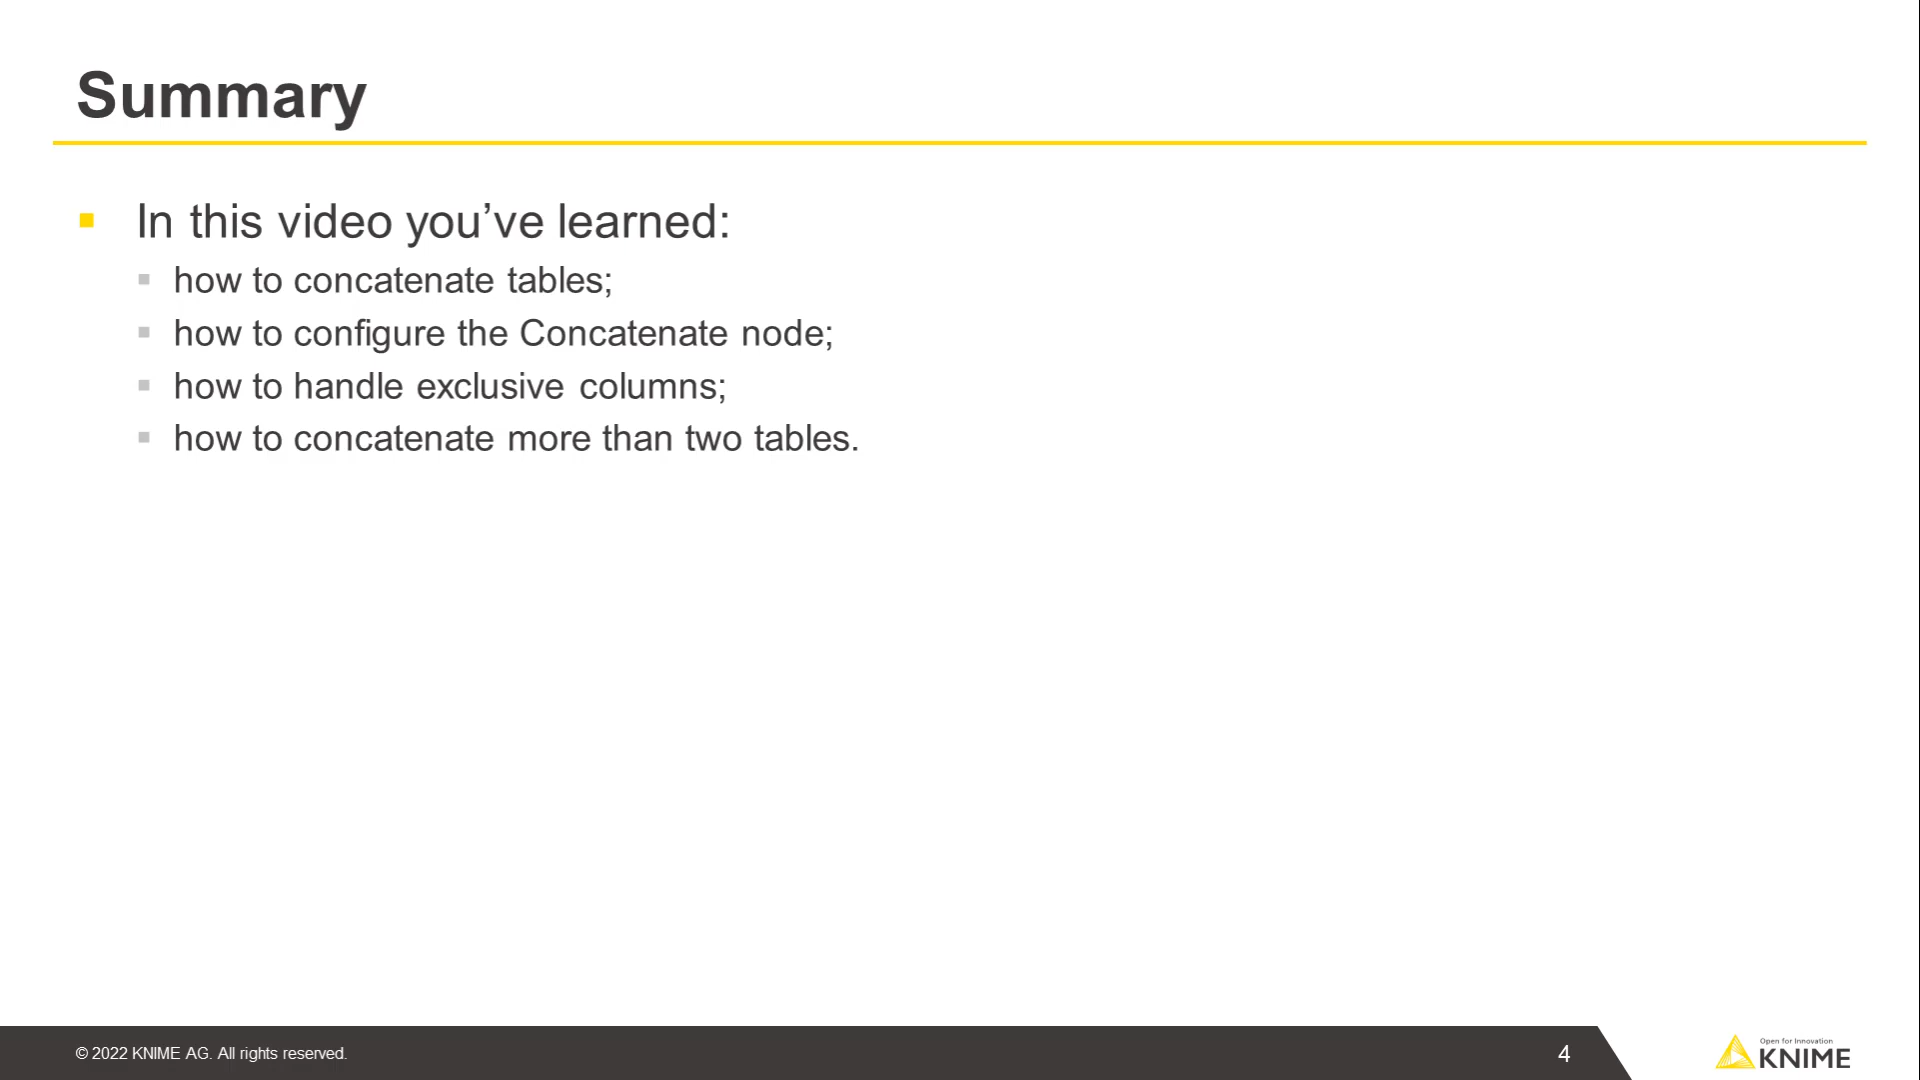 Summary
In this video you’ve learned:
how to concatenate tables;
how to configure the Concatenate node;
how to handle exclusive columns;
how to concatenate more than two tables.
© 2022 KNIME AG. All rights reserved.
4
Open for Innovation
KNIME